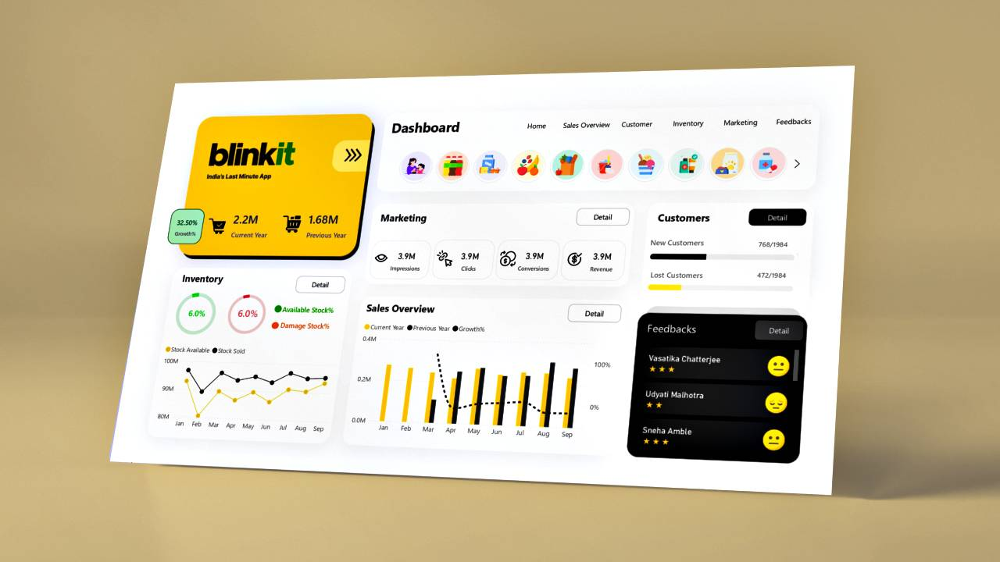 blinkit
India's Last Minute App
2.2M
Current Year
1.68M
Previous Year
32.50%
Growth%
Dashboard
Home Sales Overview Customer Inventory Marketing Feedbacks
Marketing
Detail
3.9M 3.9M 3.9M 3.9M
Impressions Clicks Conversions Revenue
Customers
Detail
New Customers 768/1984
Lost Customers 472/1984
Inventory
Detail
6.0% 6.0%
Available Stock%
Damage Stock%
Stock Available Stock Sold
100M
90M
80M
Jan Feb Mar Apr May Jun Jul Aug Sep
Sales Overview
Detail
Current Year Previous Year Growth%
0.4M
0.2M
0.0M
100%
0%
Jan Feb Mar Apr May Jun Jul Aug Sep
Feedbacks
Detail
Vasatika Chatterjee
Udyati Malhotra
Sneha Amble